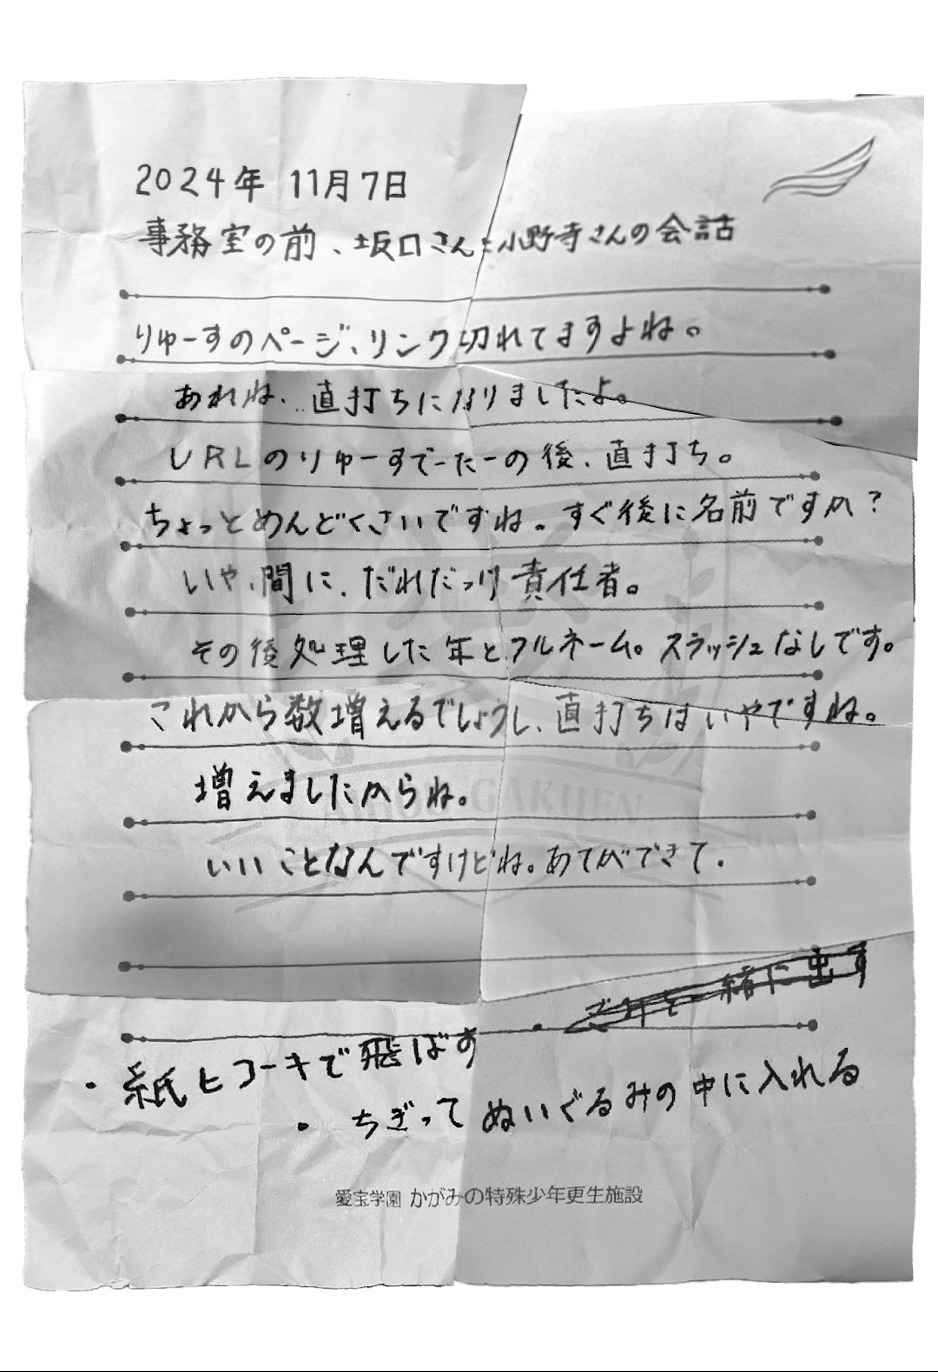 2024年 11月7日
事務室の前、坂口さんと小野寺さんの会話
りゅーすのページ、リンク切れてますよね。
あれね、直打ちになりましたよ。
URLのりゅーすでーたーの後、直打ち。
ちょっとめんどくさいですね。すぐ後に名前ですか?
いや、間に、だれだっけ責任者。
その後処理した年とフルネーム。スラッシュなしです。
これから数増えるでしょうし、直打ちはいやですね。
増えましたからね。
いいことなんですけどね。あてができて。
GAKUEN
・紙ヒコーキで飛ばす
・ちぎって ぬいぐるみの中に入れる
愛宝学園 かがみの特殊少年更生施設